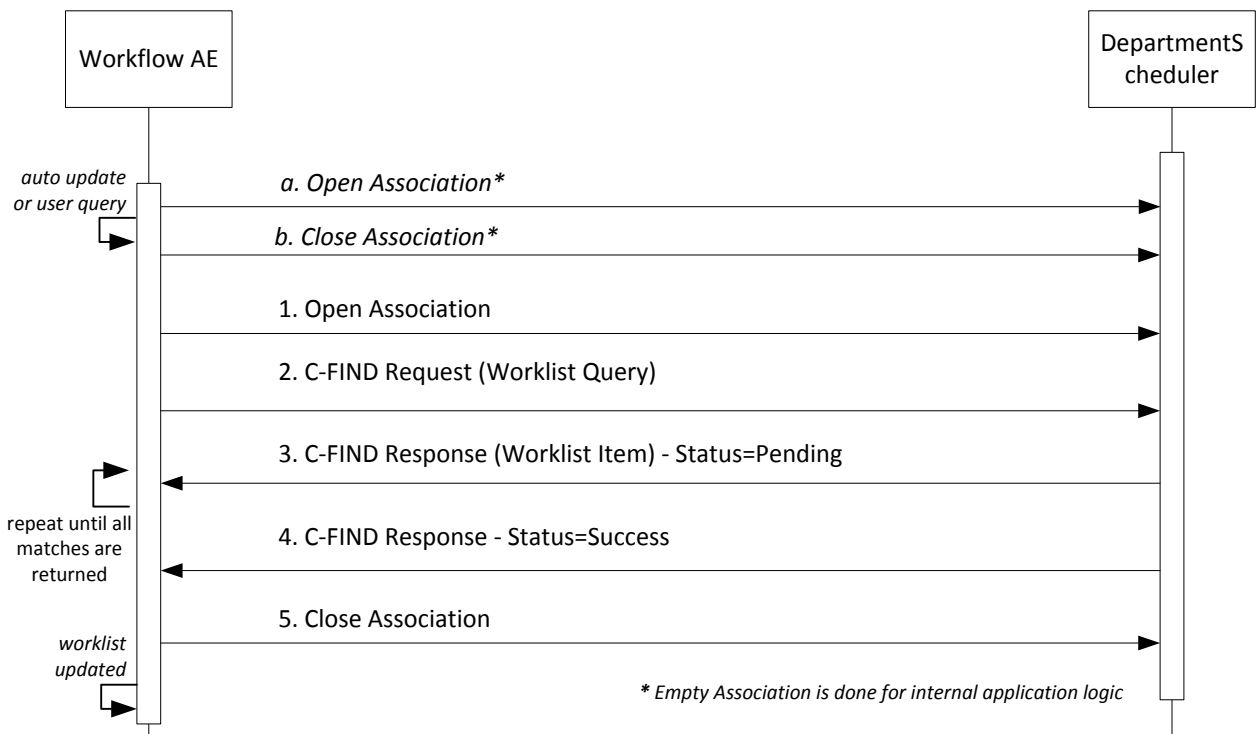 Workflow AE
DepartmentS
cheduler
auto update
or user query
a. Open Association*
b. Close Association*
1. Open Association
2. C-FIND Request (Worklist Query)
3. C-FIND Response (Worklist Item) - Status=Pending
repeat until all
matches are
returned
4. C-FIND Response - Status=Success
5. Close Association
worklist
updated
* Empty Association is done for internal application logic